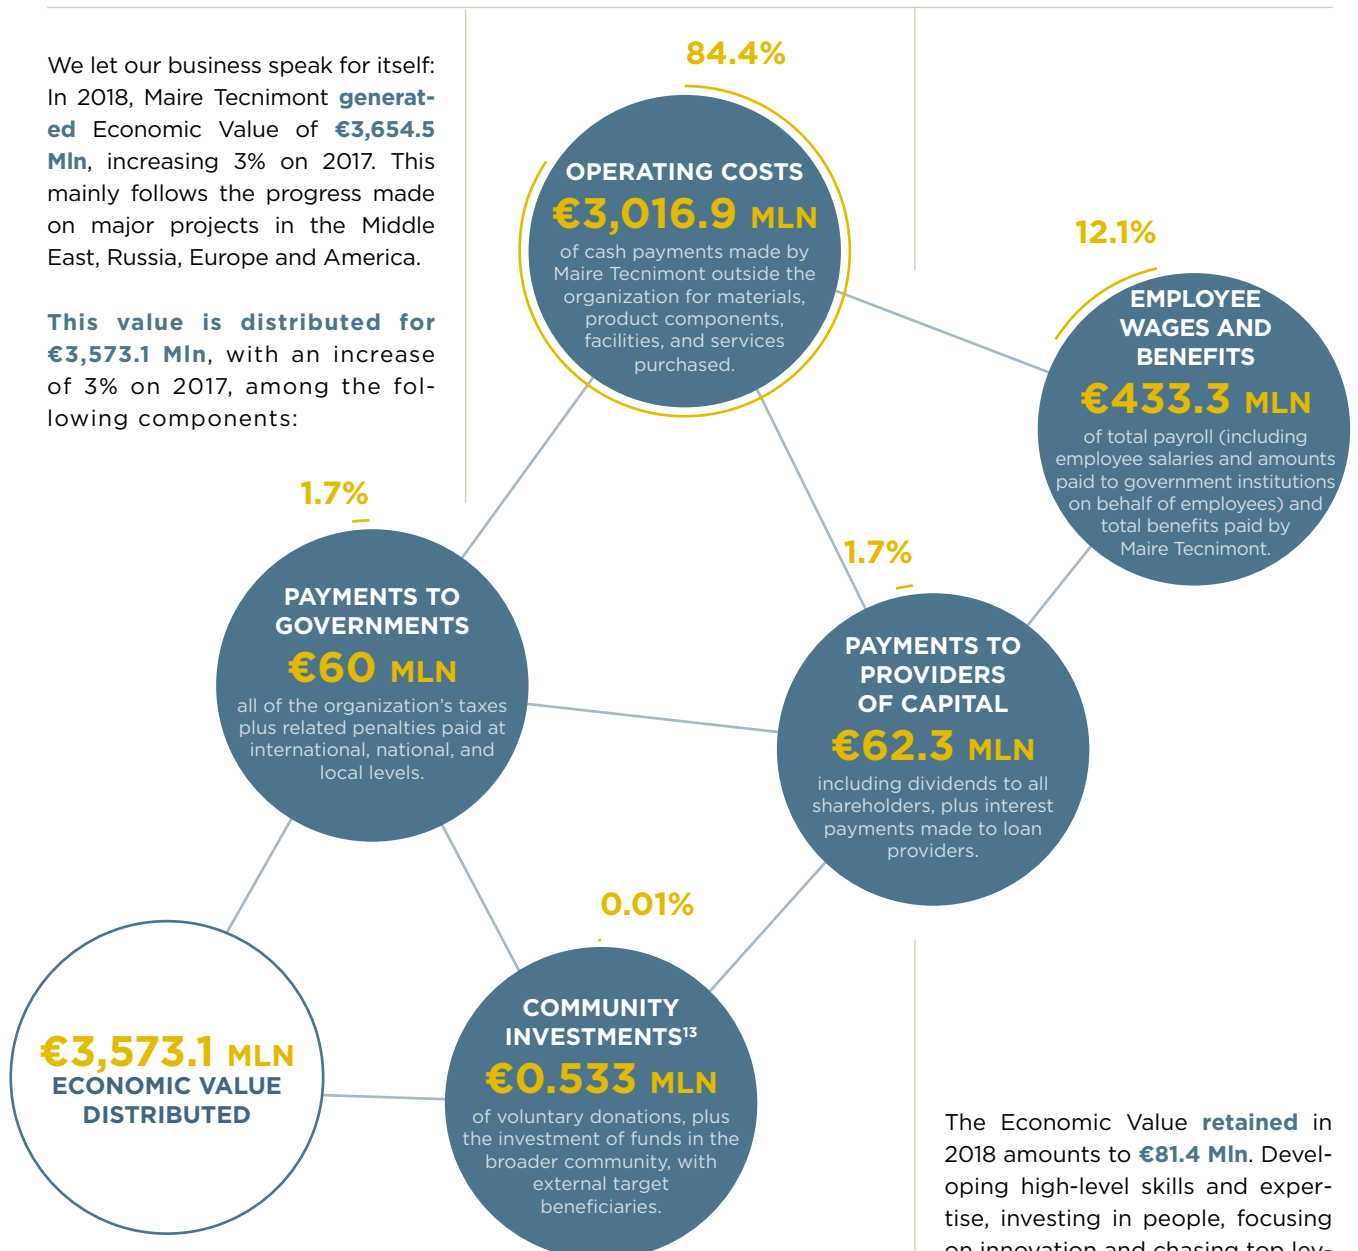 We let our business speak for itself:
In 2018, Maire Tecnimont generat-
ed Economic Value of €3,654.5
Mln, increasing 3% on 2017. This
mainly follows the progress made
on major projects in the Middle
East, Russia, Europe and America.
This value is distributed for
€3,573.1 Mln, with an increase
of 3% on 2017, among the fol-
lowing components:
84.4%
OPERATING COSTS
€3,016.9 MLN
of cash payments made by
Maire Tecnimont outside the
organization for materials,
product components,
facilities, and services
purchased.
12.1%
EMPLOYEE
WAGES AND
BENEFITS
€433.3 MLN
of total payroll (including
employee salaries and amounts
paid to government institutions
on behalf of employees) and
total benefits paid by
Maire Tecnimont.
1.7%
PAYMENTS TO
GOVERNMENTS
€60 MLN
all of the organization's taxes
plus related penalties paid at
international, national, and
local levels.
1.7%
PAYMENTS TO
PROVIDERS
OF CAPITAL
€62.3 MLN
including dividends to all
shareholders, plus interest
payments made to loan
providers.
0.01%
COMMUNITY
INVESTMENTS¹³
€0.533 MLN
of voluntary donations, plus
the investment of funds in the
broader community, with
external target
beneficiaries.
€3,573.1 MLN
ECONOMIC VALUE
DISTRIBUTED
The Economic Value retained in
2018 amounts to €81.4 Mln. Devel-
oping high-level skills and exper-
tise, investing in people, focusing
on innovation and chasing top lev-